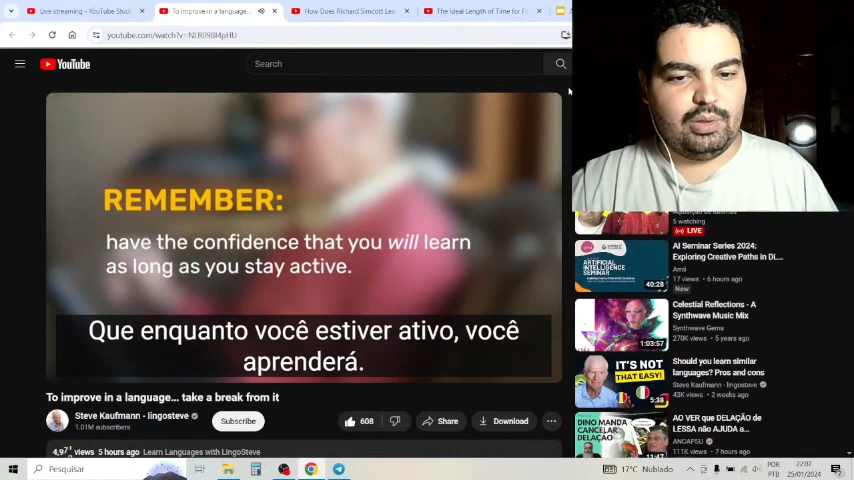 Live streaming - YouTube Studi
To improve in a language...
How Does Richard Simcott Lea
The Ideal Length of Time for Fo
youtube.com/watch?v=NLR09BI4pHU
YouTube
Search
REMEMBER:
have the confidence that you will learn
as long as you stay active.
Que enquanto você estiver ativo, você
aprenderá.
To improve in a language... take a break from it
Steve Kaufmann - lingosteve
1.01M subscribers
Subscribe
608
Share
Download
views 5 hours ago Learn Languages with LingoSteve
Aquisição de Idiomas
5 watching
LIVE
ARTIFICIAL
INTELLIGENCE
SEMINAR
40:28
AI Seminar Series 2024:
Exploring Creative Paths in DL...
17 views • 6 hours ago
New
1:03:57
Celestial Reflections - A
Synthwave Music Mix
Synthwave Gems
270K views • 5 years ago
IT'S NOT
THAT EASY!
5:38
Should you learn similar
languages? Pros and cons
Steve Kaufmann - lingosteve
43K views • 2 weeks ago
DINO MANDA
CANCELAR
DELAÇÃO
11:47
AO VER que DELAÇÃO de
LESSA não AJUDA a...
ANCAPSU
111K views • 7 hours ago
Pesquisar
17°C Nublado
POR
PTB
22:07
25/01/2024